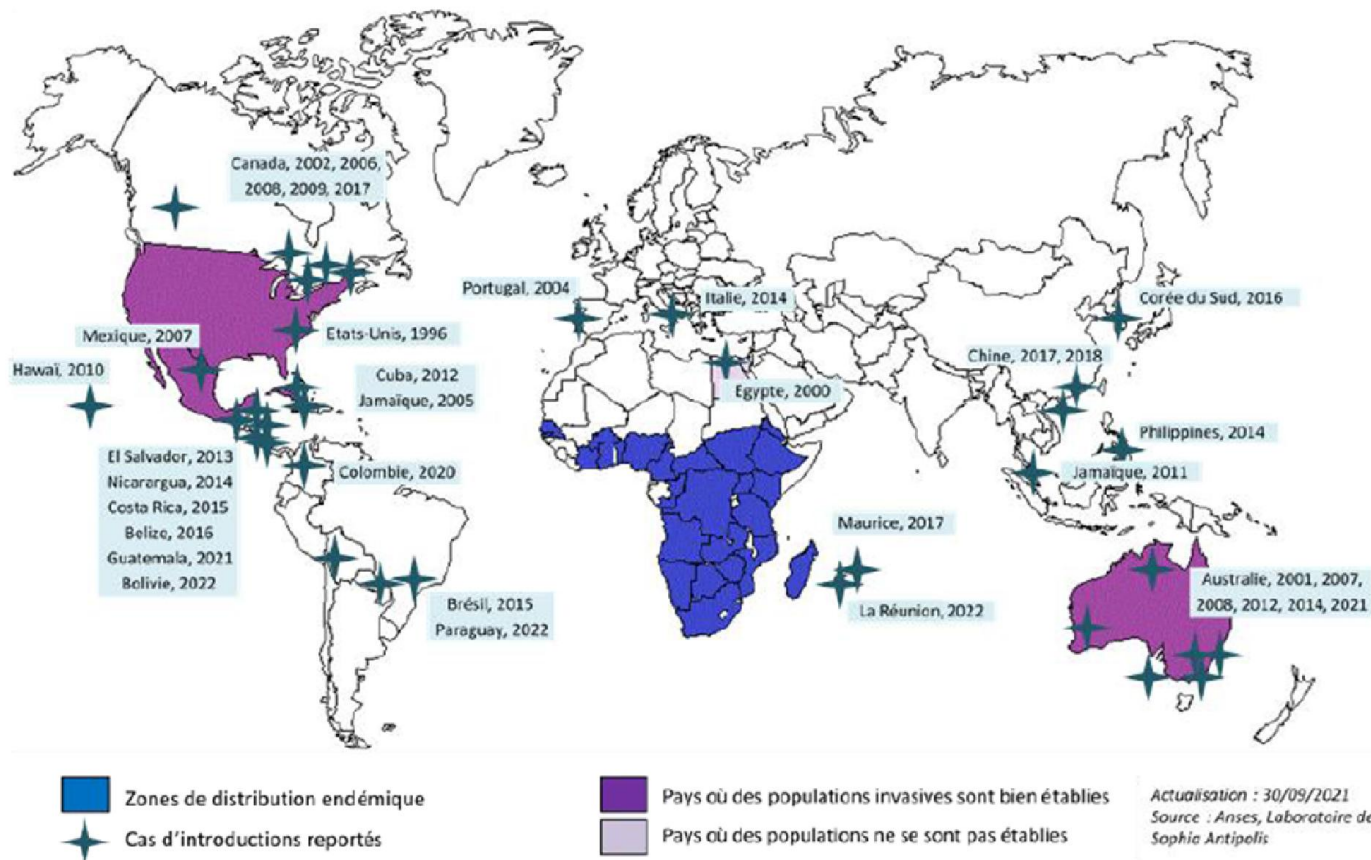 Canada, 2002, 2006,
2008, 2009, 2017
Portugal, 2004
Italie, 2014
Corée du Sud, 2016
Mexique, 2007
Etats-Unis, 1996
Hawaï, 2010
Chine, 2017, 2018
Cuba, 2012
Jamaïque, 2005
Egypte, 2000
Philippines, 2014
El Salvador, 2013
Nicarargua, 2014
Costa Rica, 2015
Belize, 2016
Guatemala, 2021
Bolivie, 2022
Colombie, 2020
Jamaïque, 2011
Maurice, 2017
Australie, 2001, 2007,
2008, 2012, 2014, 2021
Brésil, 2015
Paraguay, 2022
La Réunion, 2022
Zones de distribution endémique
Cas d'introductions reportés
Pays où des populations invasives sont bien établies
Pays où des populations ne se sont pas établies
Actualisation : 30/09/2021
Source : Anses, Laboratoire de
Sophia Antipolis